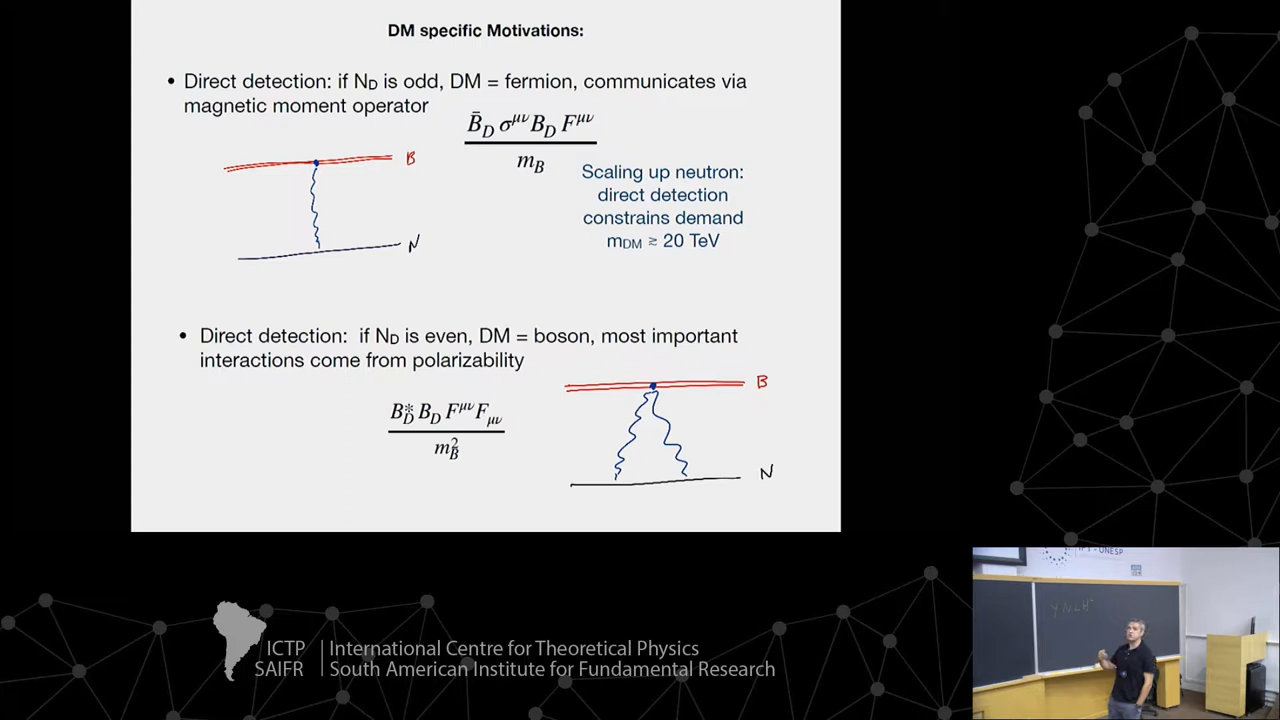 DM specific Motivations:
• Direct detection: if N_D is odd, DM = fermion, communicates via
magnetic moment operator
B̄_D σ^μν B_D F^μν
m_B
B
N
Scaling up neutron:
direct detection
constrains demand
m_DM ≳ 20 TeV
• Direct detection: if N_D is even, DM = boson, most important
interactions come from polarizability
B*_D B_D F^μν F_μν
m²_B
B
N
ICTP
SAIFR
International Centre for Theoretical Physics
South American Institute for Fundamental Research
IFT - UNESP